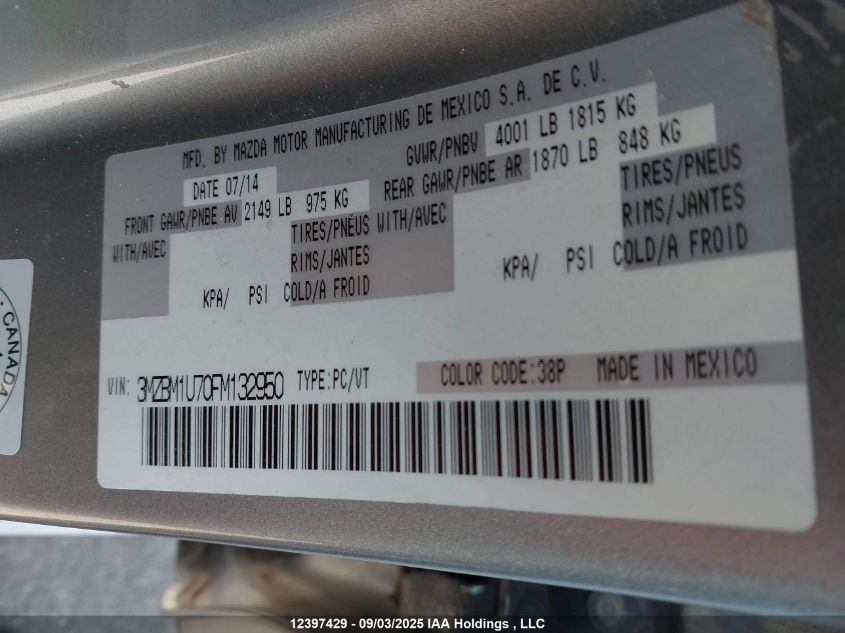 MFD. BY MAZDA MOTOR MANUFACTURING DE MEXICO S.A. DE C.V.
DATE 07/14
GVWR/PNBV 4001 LB 1815 KG
FRONT GAWR/PNBE AV 2149 LB 975 KG
REAR GAWR/PNBE AR 1870 LB 848 KG
WITH/AVEC
TIRES/PNEUS
WITH/AVEC
TIRES/PNEUS
RIMS/JANTES
RIMS/JANTES
KPA/ PSI COLD/A FROID
KPA/ PSI COLD/A FROID
VIN: 3MZBM1U70FM132950 TYPE:PC/VT
COLOR CODE:38P MADE IN MEXICO
CANADA
12397429 - 09/03/2025 IAA Holdings , LLC